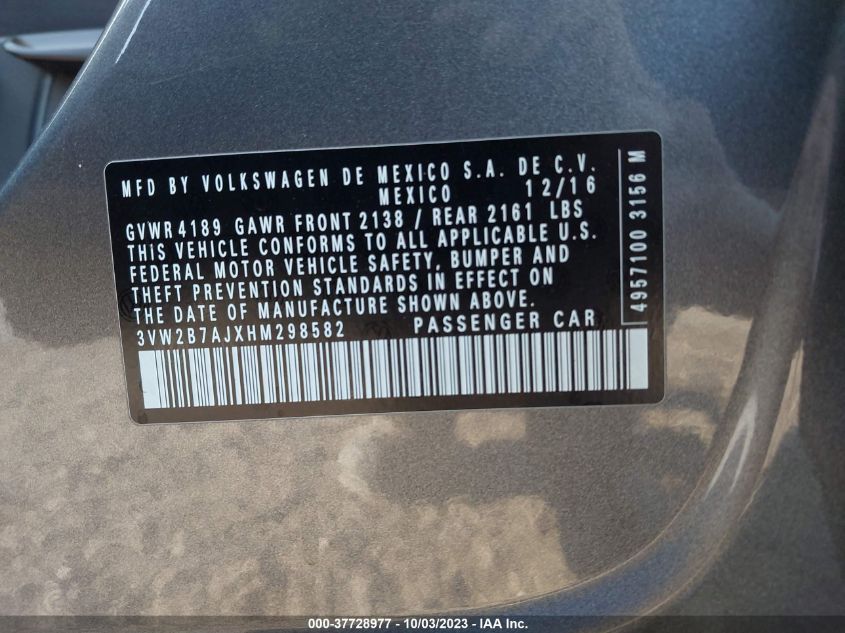 MFD BY VOLKSWAGEN DE MEXICO S.A. DE C.V.
MEXICO 12/16
GVWR 4189 GAWR FRONT 2138 / REAR 2161 LBS
THIS VEHICLE CONFORMS TO ALL APPLICABLE U.S.
FEDERAL MOTOR VEHICLE SAFETY, BUMPER AND
THEFT PREVENTION STANDARDS IN EFFECT ON
THE DATE OF MANUFACTURE SHOWN ABOVE.
3VW2B7AJXHM298582 PASSENGER CAR
4957100 3156 M
000-37728977 - 10/03/2023 - IAA Inc.